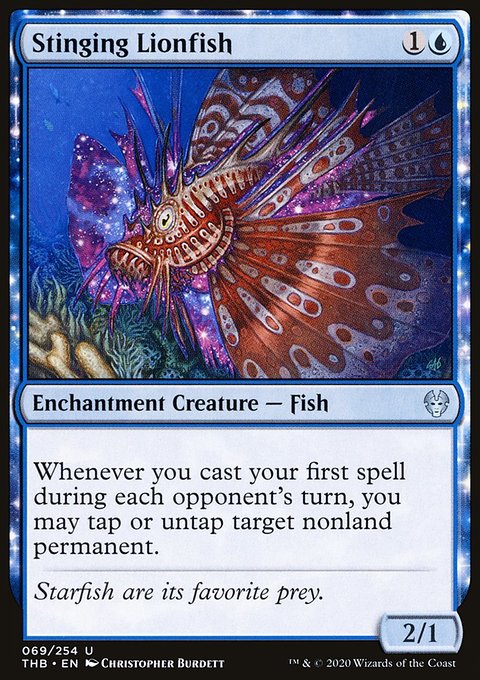 Stinging Lionfish 1
Enchantment Creature — Fish
Whenever you cast your first spell
during each opponent's turn, you
may tap or untap target nonland
permanent.
Starfish are its favorite prey.
2/1
069/254 U
THB • EN Christopher Burdett
™ & © 2020 Wizards of the Coast